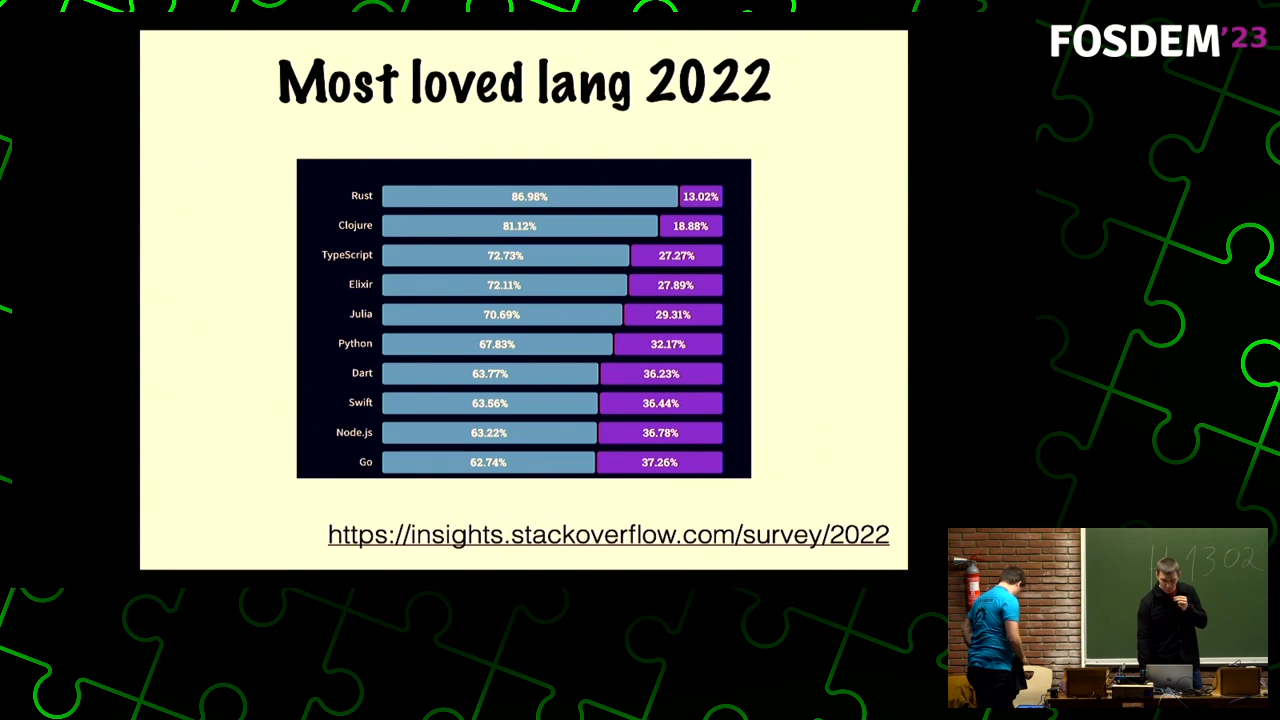 FOSDEM'23
Most loved lang 2022
Rust 86.98% 13.02%
Clojure 81.12% 18.88%
TypeScript 72.73% 27.27%
Elixir 72.11% 27.89%
Julia 70.69% 29.31%
Python 67.83% 32.17%
Dart 63.77% 36.23%
Swift 63.56% 36.44%
Node.js 63.22% 36.78%
Go 62.74% 37.26%
https://insights.stackoverflow.com/survey/2022